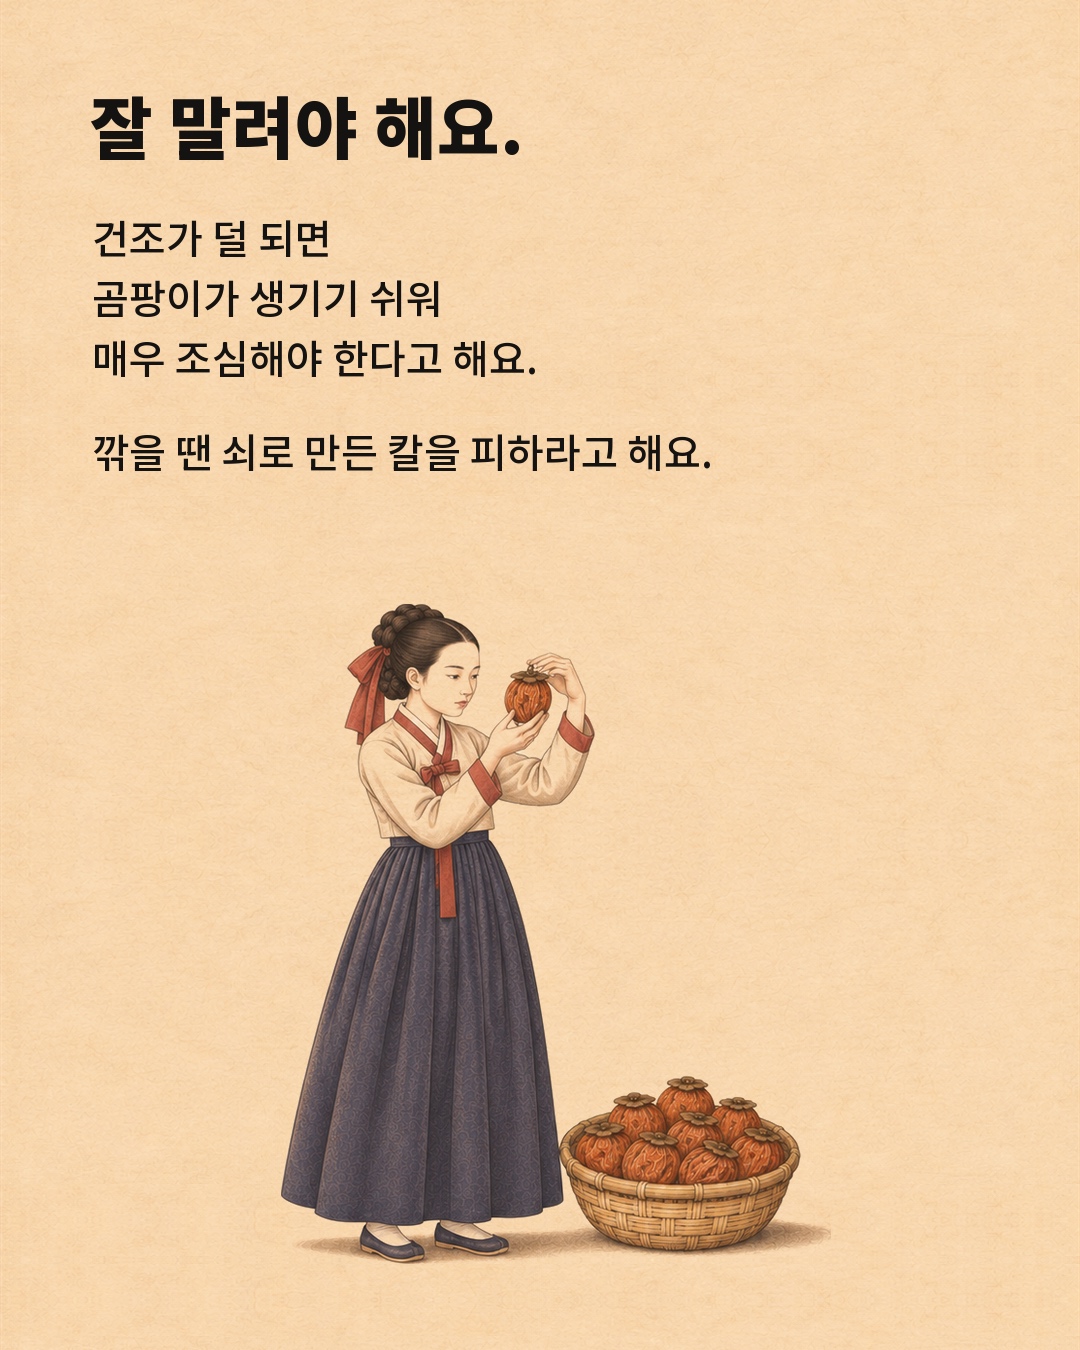 잘 말려야 해요.
건조가 덜 되면
곰팡이가 생기기 쉬워
매우 조심해야 한다고 해요.
깎을 땐 쇠로 만든 칼을 피하라고 해요.